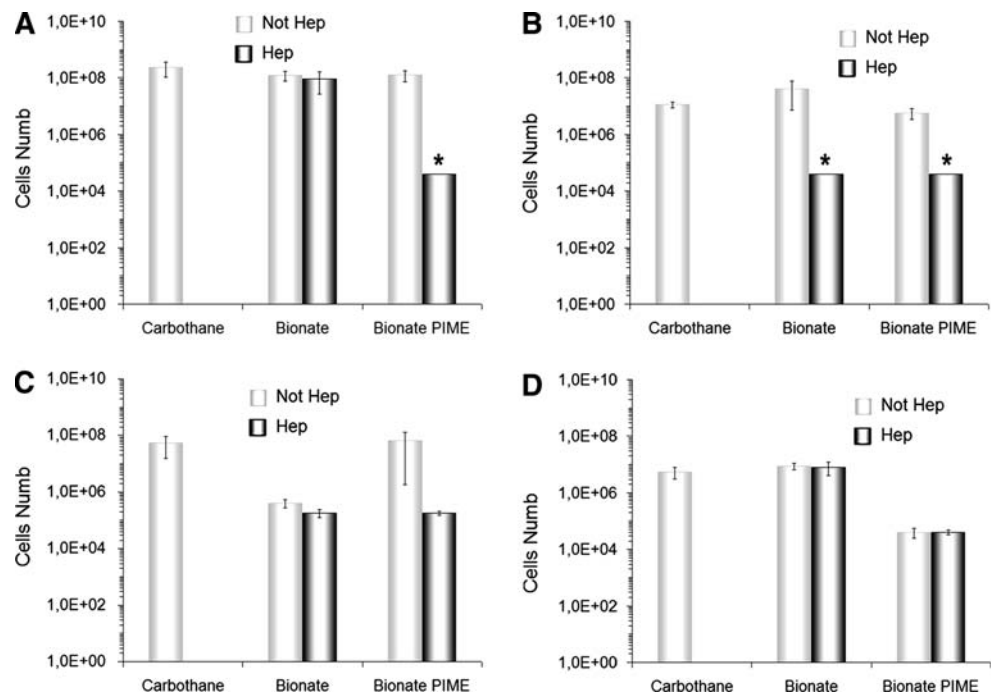 A
1,0E+10
1,0E+08
1,0E+06
1,0E+04
1,0E+02
1,0E+00
Cells Numb
Not Hep
Hep
*
Carbothane Bionate Bionate PIME
B
1,0E+10
1,0E+08
1,0E+06
1,0E+04
1,0E+02
1,0E+00
Cells Numb
Not Hep
Hep
* *
Carbothane Bionate Bionate PIME
C
1,0E+10
1,0E+08
1,0E+06
1,0E+04
1,0E+02
1,0E+00
Cells Numb
Not Hep
Hep
Carbothane Bionate Bionate PIME
D
1,0E+10
1,0E+08
1,0E+06
1,0E+04
1,0E+02
1,0E+00
Cells Numb
Not Hep
Hep
Carbothane Bionate Bionate PIME